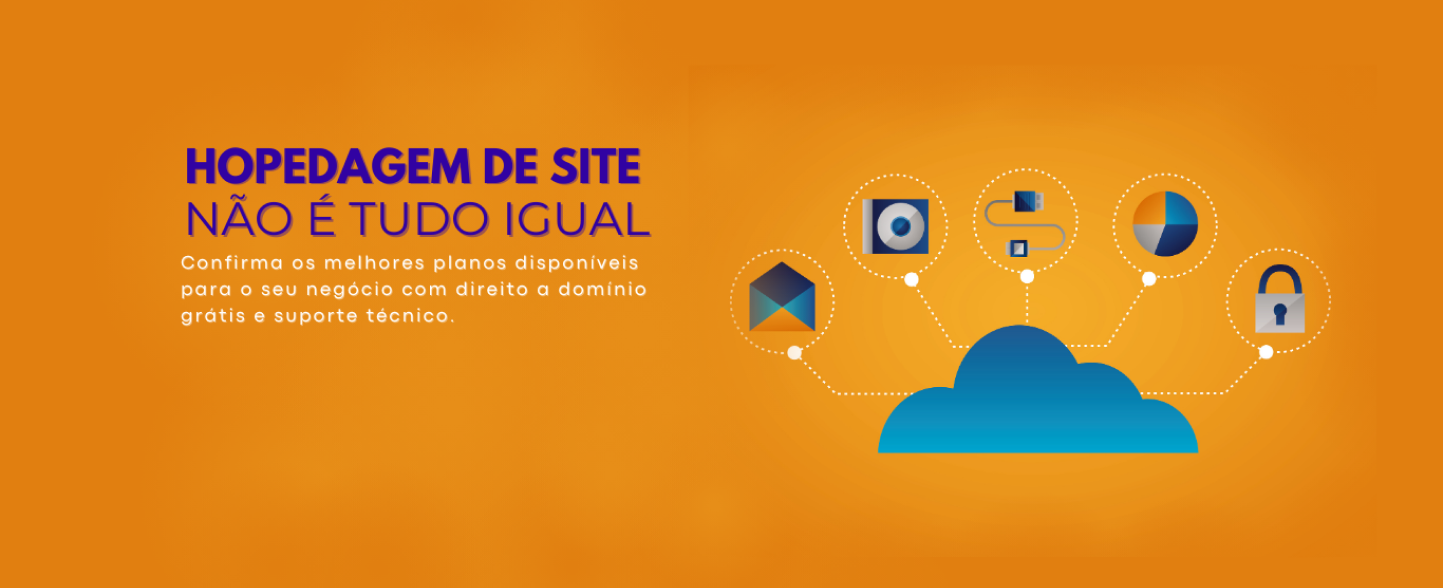 HOPEDAGEM DE SITE
NÃO É TUDO IGUAL
Confirma os melhores planos disponíveis
para o seu negócio com direito a domínio
grátis e suporte técnico.